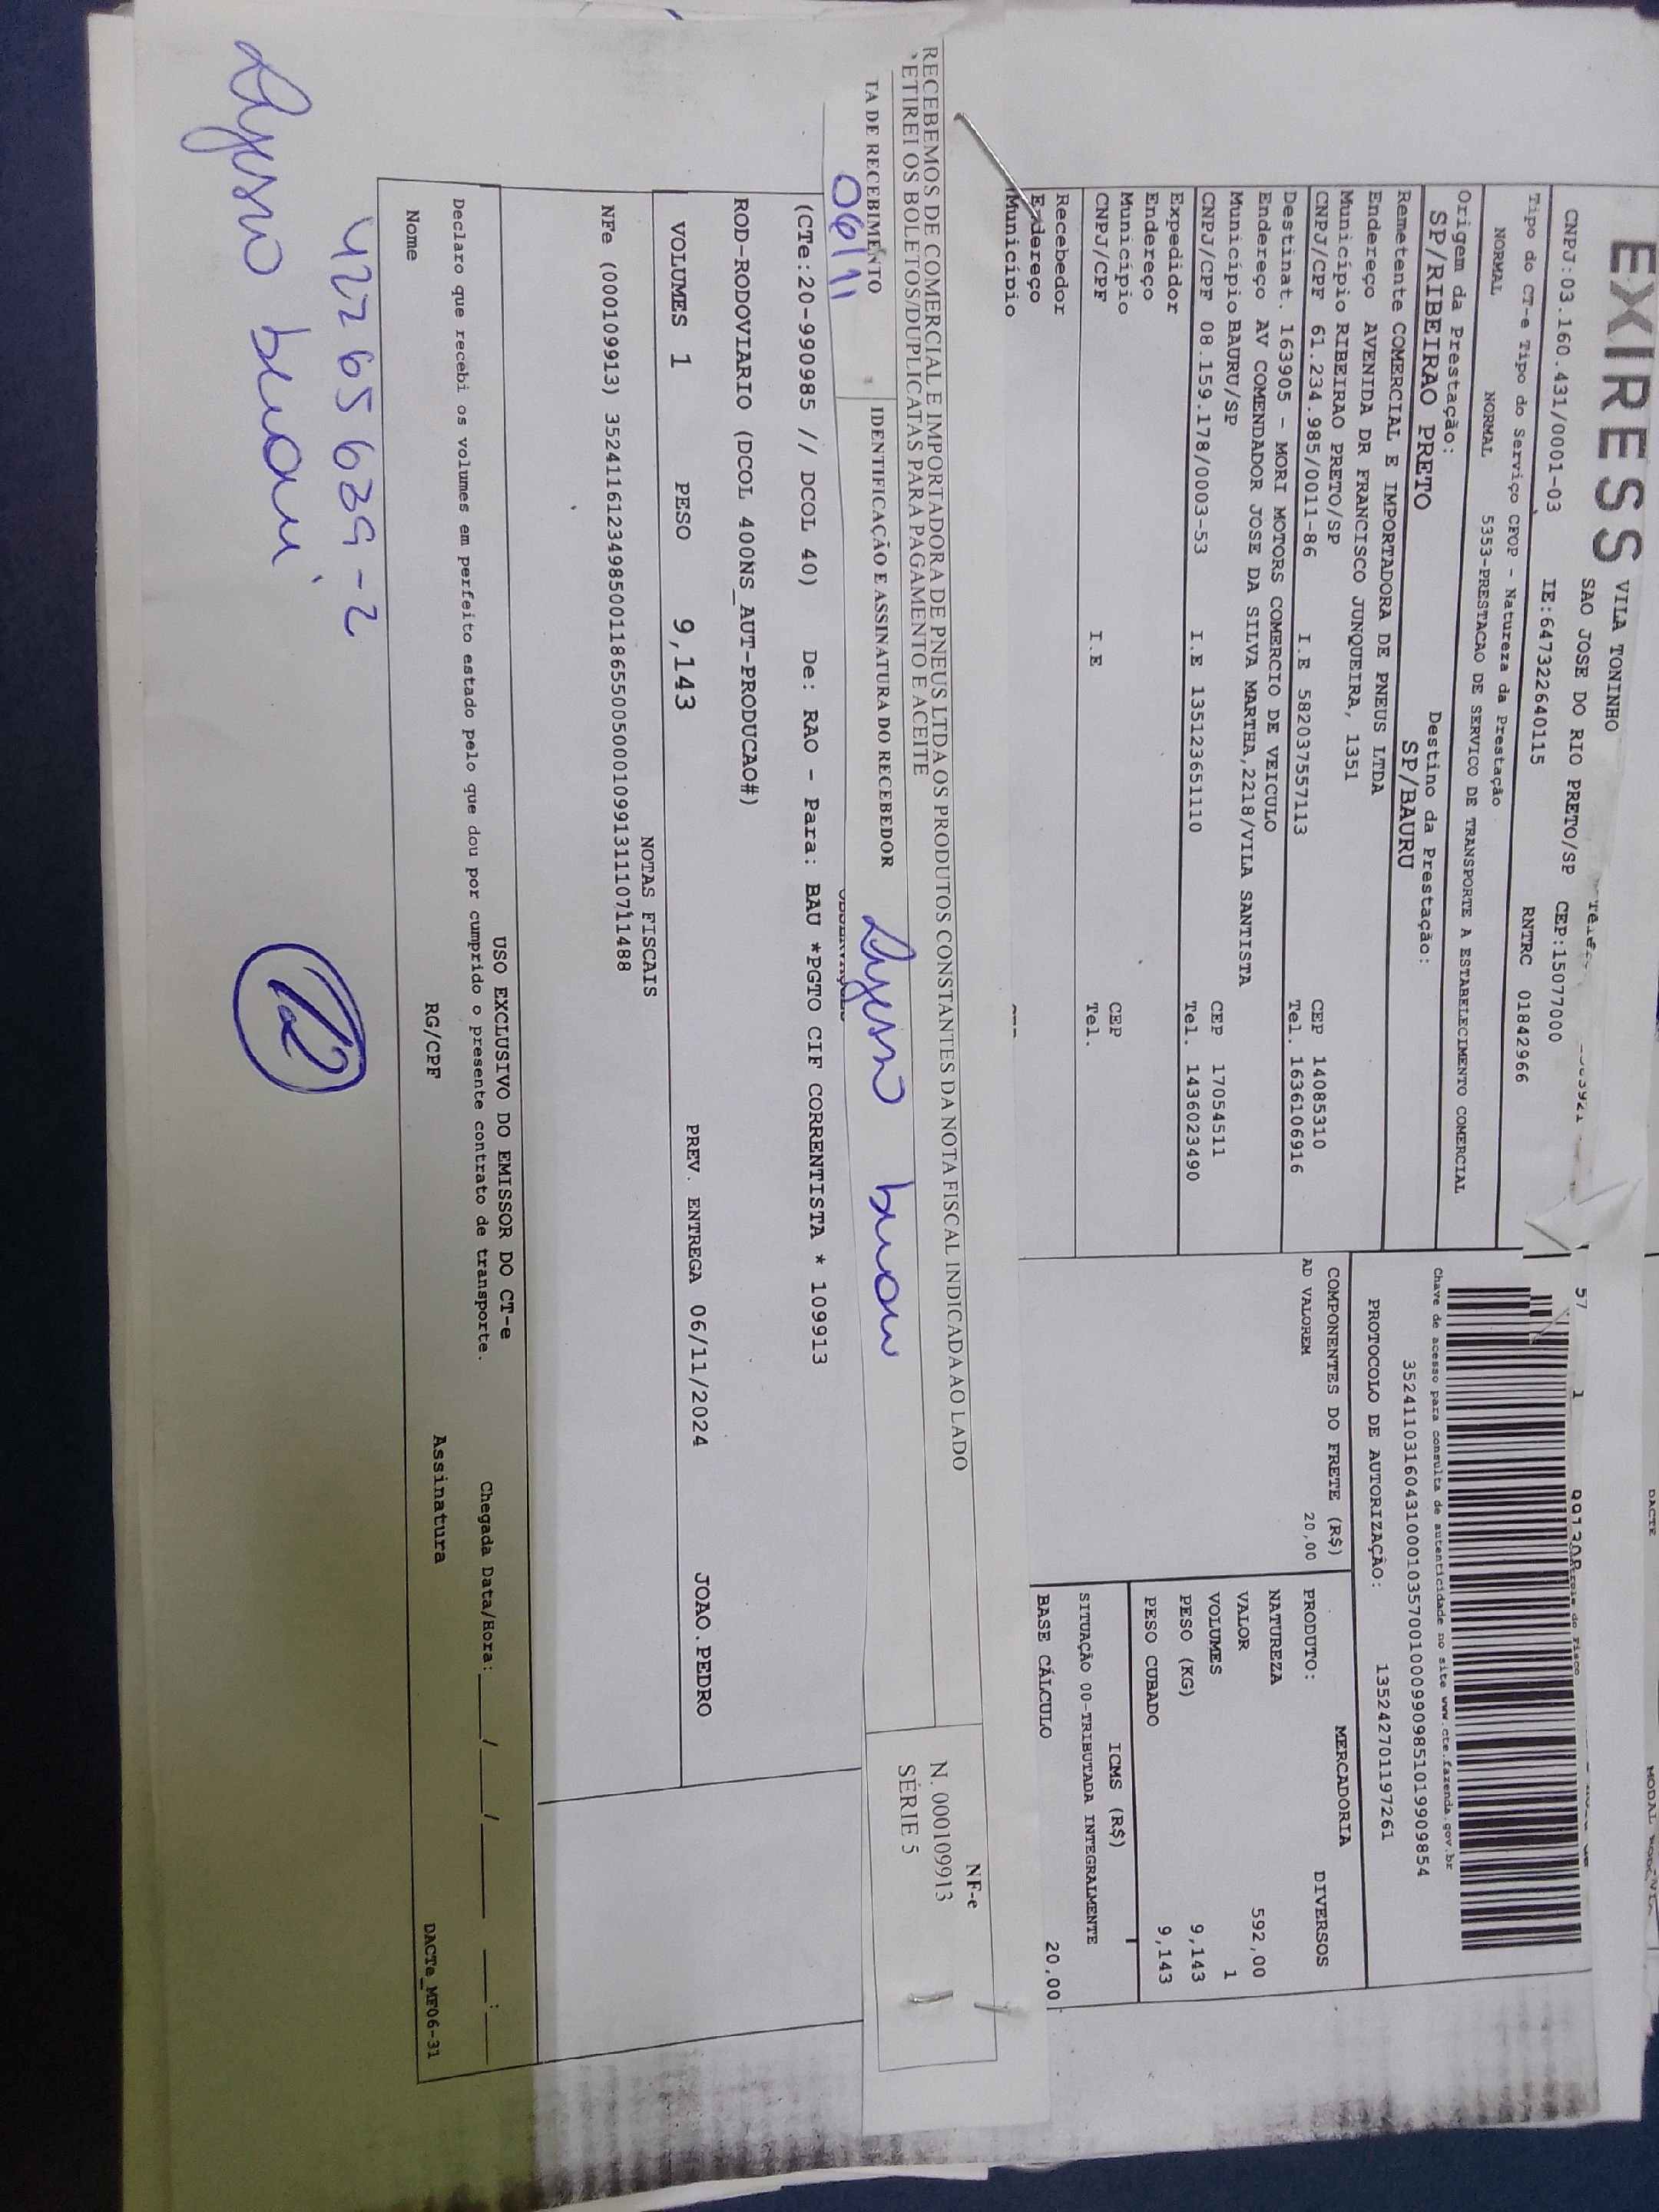 DACTE
MODAL
EXIRESS
VILA TONINHO
SAO JOSE DO RIO PRETO/SP CEP:15077000
CNPJ:03.160.431/0001-03 IE:647322640115 RNTRC 01842966
Tipo do CT-e Tipo do Serviço CFOP - Natureza da Prestação
NORMAL NORMAL 5353-PRESTACAO DE SERVICO DE TRANSPORTE A ESTABELECIMENTO COMERCIAL
Origem da Prestação: Destino da Prestação:
SP/RIBEIRAO PRETO SP/BAURU
Remetente COMERCIAL E IMPORTADORA DE PNEUS LTDA
Endereço AVENIDA DR FRANCISCO JUNQUEIRA, 1351
Município RIBEIRAO PRETO/SP CEP 14085310
CNPJ/CPF 61.234.985/0011-86 I.E 582037557113 Tel. 1636106916
Destinat. 163905 - MORI MOTORS COMERCIO DE VEICULO
Endereço AV COMENDADOR JOSE DA SILVA MARTHA,2218/VILA SANTISTA
Município BAURU/SP CEP 17054511
CNPJ/CPF 08.159.178/0003-53 I.E 135123651110 Tel. 1436023490
Expedidor
Endereço
Município CEP
CNPJ/CPF I.E Tel.
Recebedor
Endereço
Município
57 1
Chave de acesso para consulta de autenticidade no site www.cte.fazenda.gov.br
35241103160431000103570010009909851019909854
PROTOCOLO DE AUTORIZAÇÃO: 135242701197261
COMPONENTES DO FRETE (R$)
AD VALOREM 20,00
MERCADORIA
PRODUTO: DIVERSOS
NATUREZA
VALOR 592,00
VOLUMES 1
PESO (KG) 9,143
PESO CUBADO 9,143
ICMS (R$)
SITUAÇÃO 00-TRIBUTADA INTEGRALMENTE
BASE CÁLCULO 20,00
RECEBEMOS DE COMERCIAL E IMPORTADORA DE PNEUS LTDA OS PRODUTOS CONSTANTES DA NOTA FISCAL INDICADA AO LADO
ETIREI OS BOLETOS/DUPLICATAS PARA PAGAMENTO E ACEITE
TA DE RECEBIMENTO IDENTIFICAÇÃO E ASSINATURA DO RECEBEDOR
06/11
NF-e
N. 000109913
SÉRIE 5
(CTe:20-990985 // DCOL 40) De: RAO - Para: BAU *PGTO CIF CORRENTISTA * 109913
ROD-RODOVIARIO (DCOL 400NS_AUT-PRODUCAO#)
VOLUMES 1 PESO 9,143 PREV. ENTREGA 06/11/2024 JOAO.PEDRO
NOTAS FISCAIS
NFe (000109913) 35241161234985001186550050001099131110711488
USO EXCLUSIVO DO EMISSOR DO CT-e
Declaro que recebi os volumes em perfeito estado pelo que dou por cumprido o presente contrato de transporte. Chegada Data/Hora:____/____/______ ____:____
Nome RG/CPF Assinatura DACTe_MF06-31
42265639-2